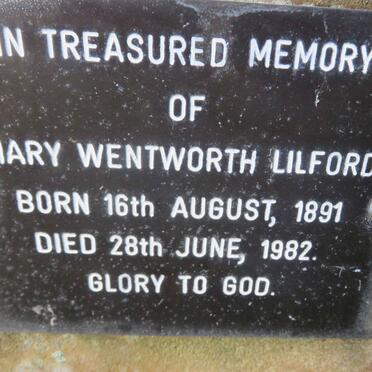 IN TREASURED MEMORY
OF
MARY WENTWORTH LILFORD
BORN 16th AUGUST, 1891
DIED 28th JUNE, 1982.
GLORY TO GOD.